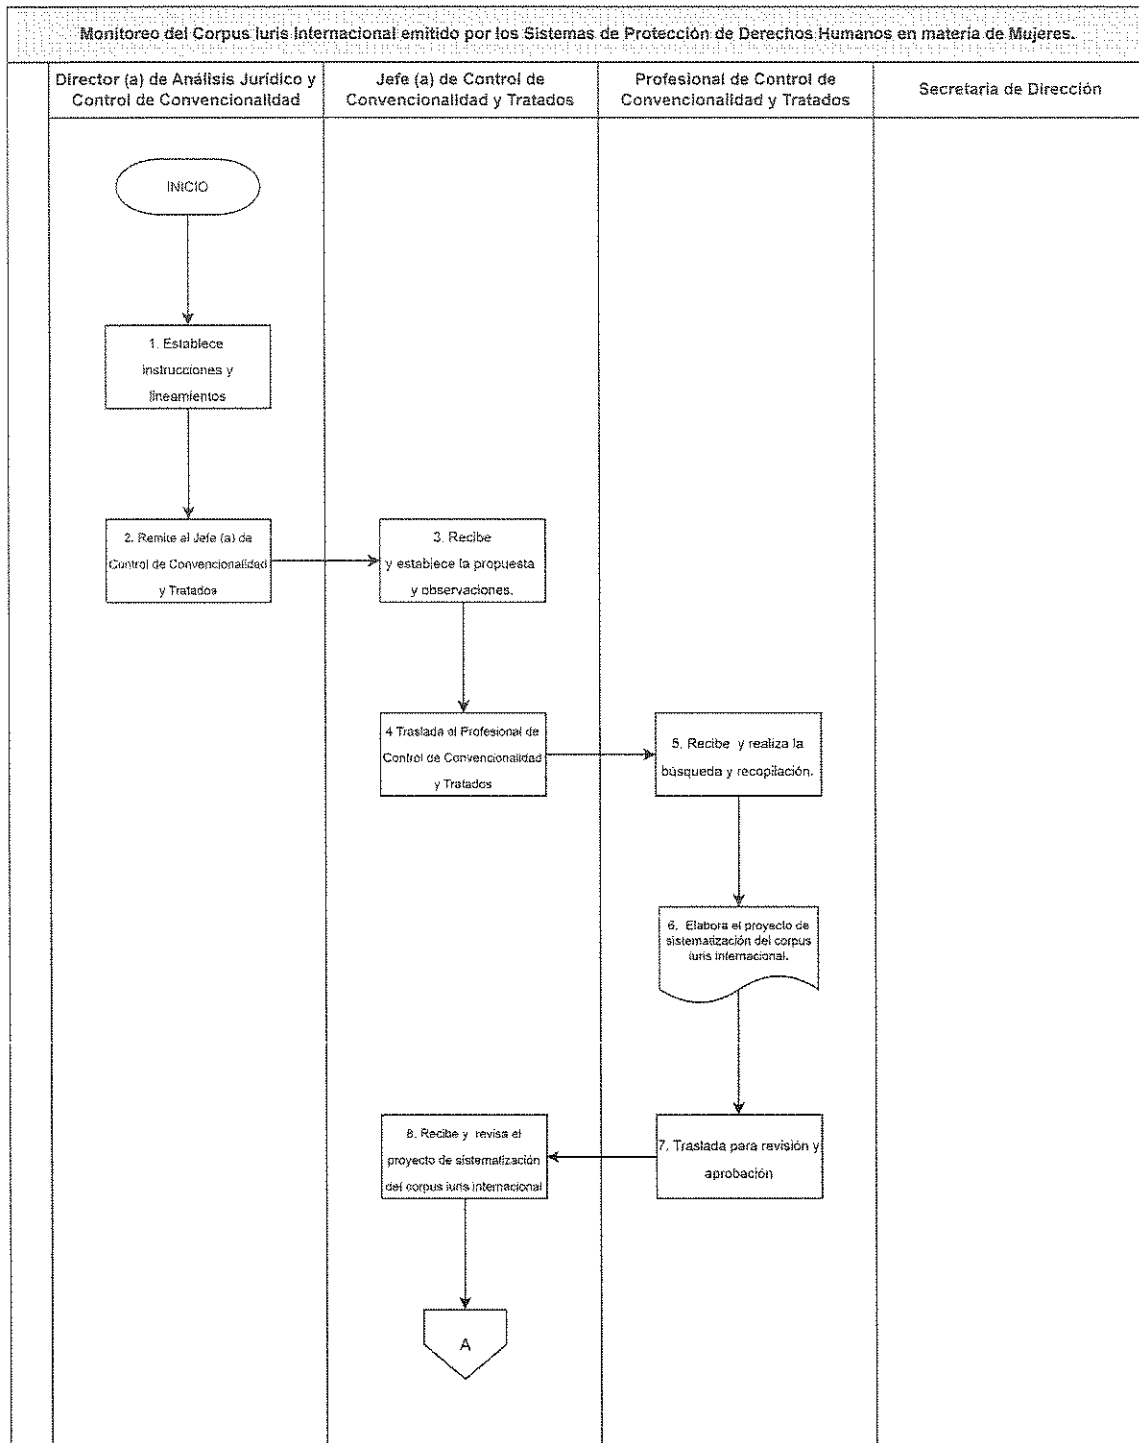 Monitoreo del Corpus Iuris Internacional emitido por los Sistemas de Protección de Derechos Humanos en materia de Mujeres.
Director (a) de Análisis Jurídico y
Control de Convencionalidad
Jefe (a) de Control de
Convencionalidad y Tratados
Profesional de Control de
Convencionalidad y Tratados
Secretaria de Dirección
INICIO
1. Establece
instrucciones y
lineamientos
2. Remite al Jefe (a) de
Control de Convencionalidad
y Tratados
3. Recibe
y establece la propuesta
y observaciones.
4 Traslada al Profesional de
Control de Convencionalidad
y Tratados
5. Recibe y realiza la
búsqueda y recopilación.
6. Elabora el proyecto de
sistematización del corpus
iuris internacional.
7. Traslada para revisión y
aprobación
8. Recibe y revisa el
proyecto de sistematización
del corpus iuris internacional
A